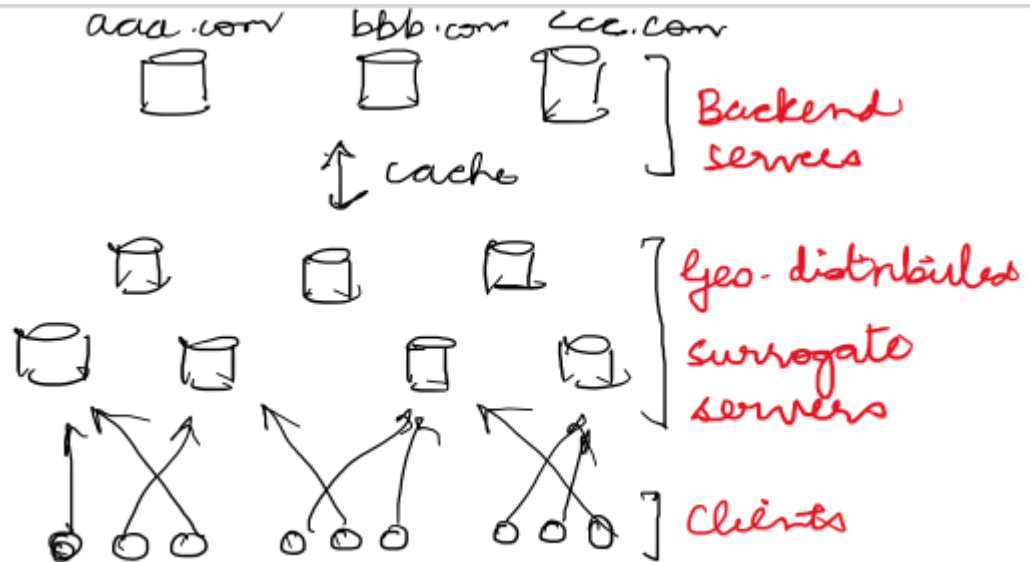 aaa.com bbb.com ccc.com
Backend
servers
cache
Geo-distributed
surrogate
servers
Clients